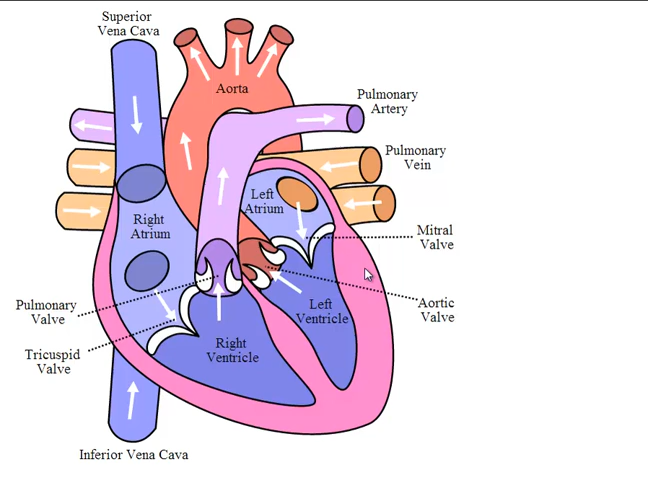 Superior
Vena Cava
Aorta
Pulmonary
Artery
Pulmonary
Vein
Left
Atrium
Right
Atrium
Mitral
Valve
Pulmonary
Valve
Left
Ventricle
Aortic
Valve
Right
Ventricle
Tricuspid
Valve
Inferior Vena Cava